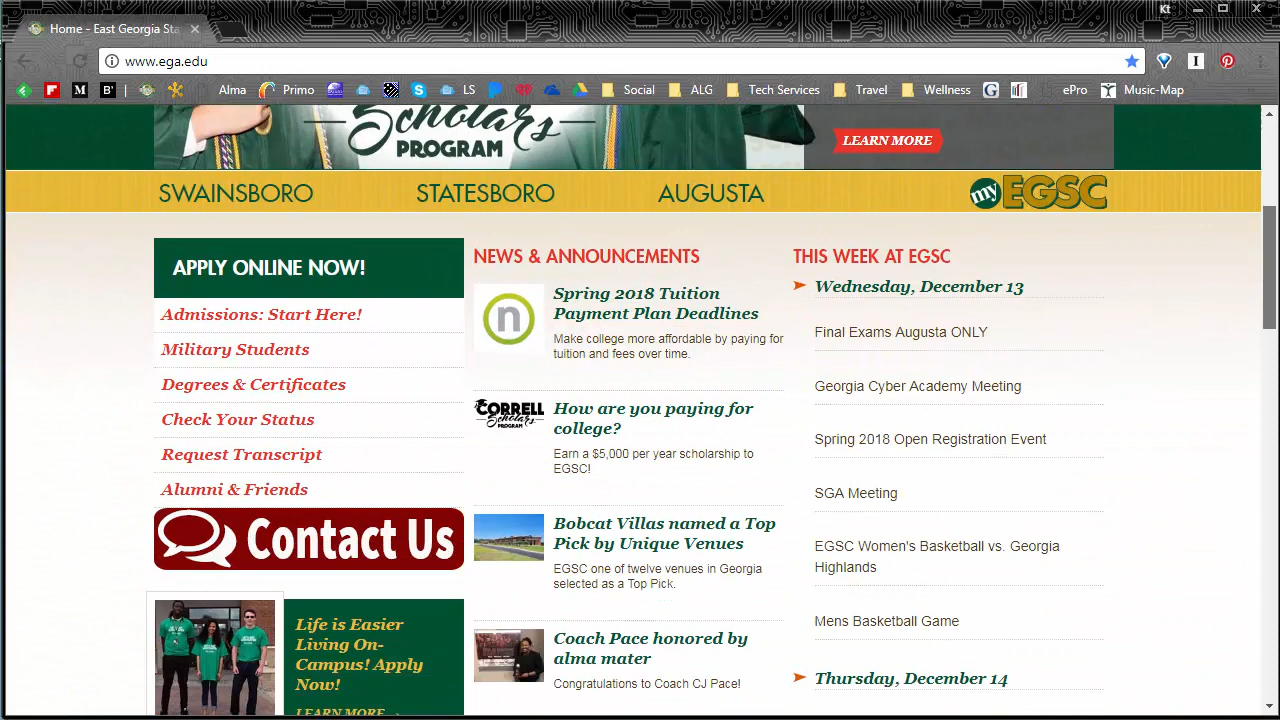 Kt
Home - East Georgia Sta
www.ega.edu
Alma
Primo
LS
Social
ALG
Tech Services
Travel
Wellness
ePro
Music-Map
Scholars
PROGRAM
LEARN MORE
SWAINSBORO
STATESBORO
AUGUSTA
my EGSC
APPLY ONLINE NOW!
Admissions: Start Here!
Military Students
Degrees & Certificates
Check Your Status
Request Transcript
Alumni & Friends
Contact Us
Life is Easier
Living On-
Campus! Apply
Now!
LEARN MORE
NEWS & ANNOUNCEMENTS
n
Spring 2018 Tuition
Payment Plan Deadlines
Make college more affordable by paying for
tuition and fees over time.
CORRELL
Scholars
PROGRAM
How are you paying for
college?
Earn a $5,000 per year scholarship to
EGSC!
Bobcat Villas named a Top
Pick by Unique Venues
EGSC one of twelve venues in Georgia
selected as a Top Pick.
Coach Pace honored by
alma mater
Congratulations to Coach CJ Pace!
THIS WEEK AT EGSC
Wednesday, December 13
Final Exams Augusta ONLY
Georgia Cyber Academy Meeting
Spring 2018 Open Registration Event
SGA Meeting
EGSC Women's Basketball vs. Georgia
Highlands
Mens Basketball Game
Thursday, December 14